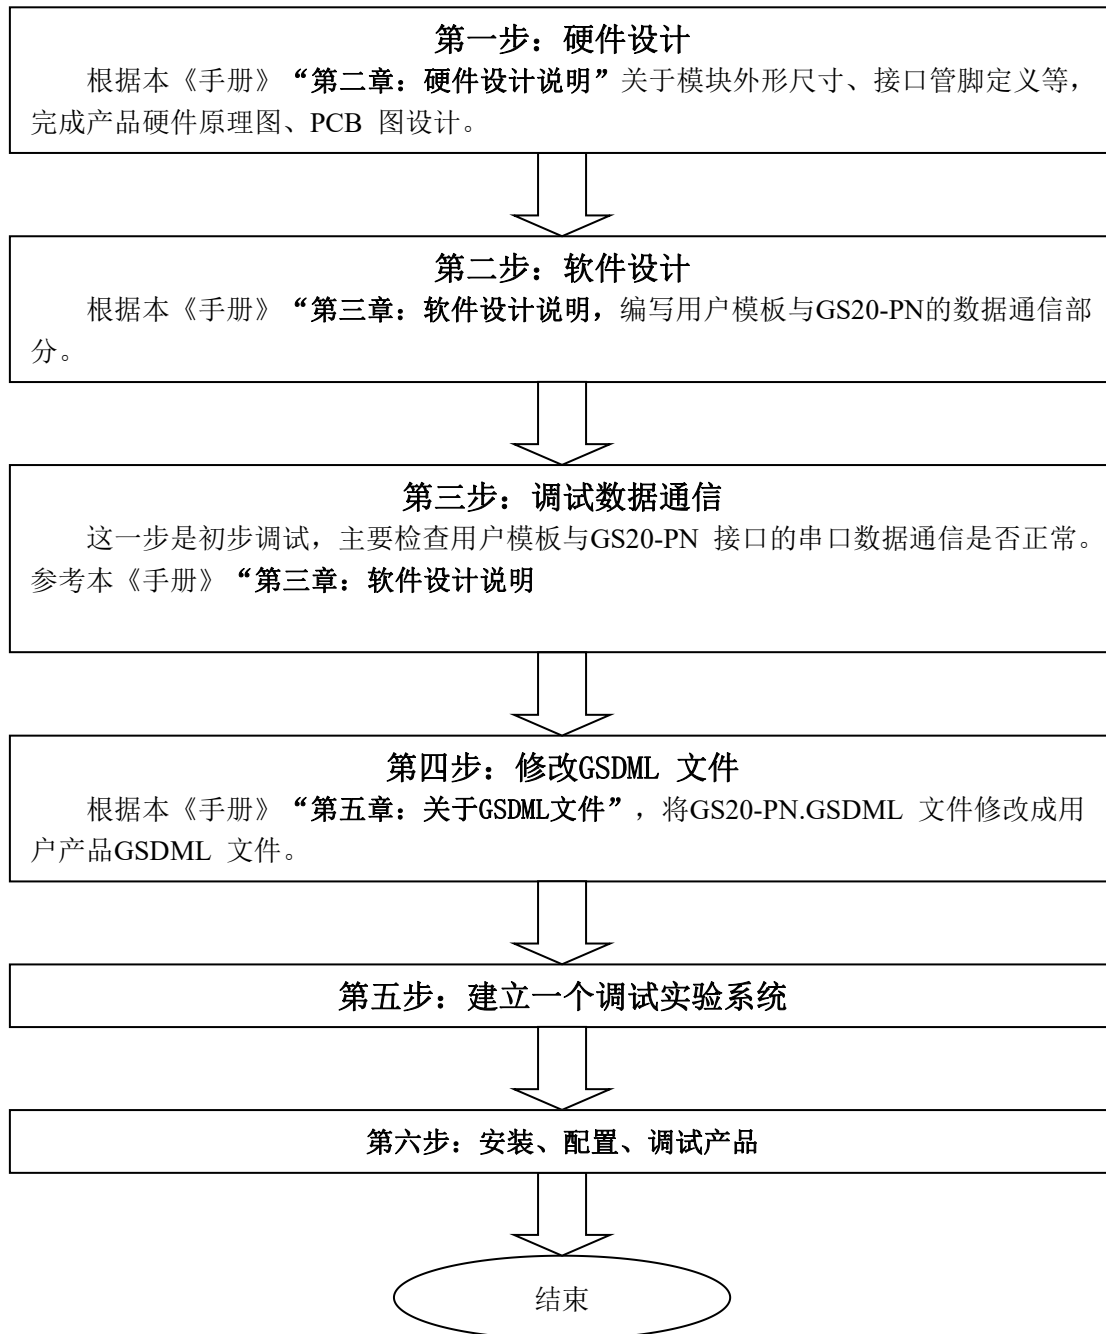 第一步：硬件设计
根据本《手册》“第二章：硬件设计说明”关于模块外形尺寸、接口管脚定义等，
完成产品硬件原理图、PCB 图设计。
第二步：软件设计
根据本《手册》“第三章：软件设计说明，编写用户模板与GS20-PN的数据通信部
分。
第三步：调试数据通信
这一步是初步调试，主要检查用户模板与GS20-PN 接口的串口数据通信是否正常。
参考本《手册》“第三章：软件设计说明
第四步：修改GSDML 文件
根据本《手册》“第五章：关于GSDML文件”，将GS20-PN.GSDML 文件修改成用
户产品GSDML 文件。
第五步：建立一个调试实验系统
第六步：安装、配置、调试产品
结束